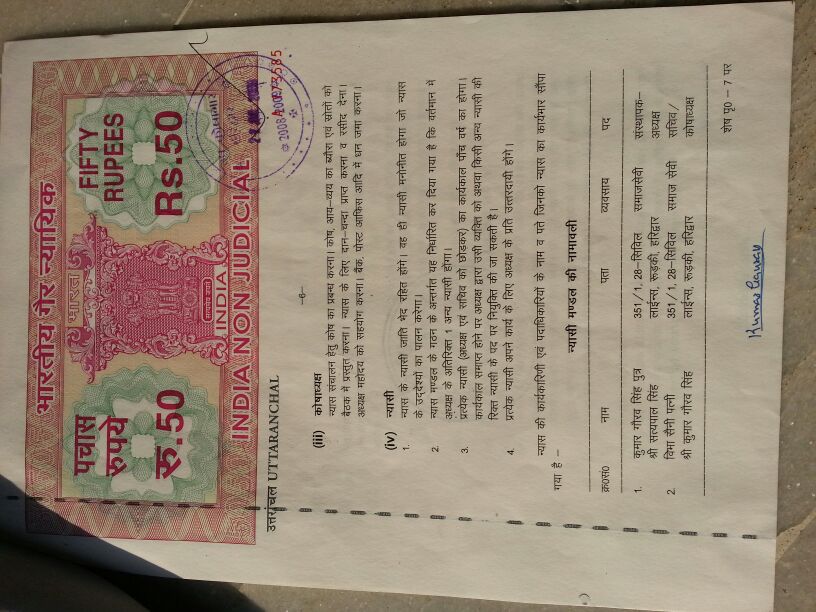 भारतीय गैर न्यायिक
भारत
पचास
रुपये
रु.50
FIFTY
RUPEES
Rs.50
INDIA
INDIA NON JUDICIAL
2008-2009
उत्तरांचल UTTARANCHAL
–6–
(iii) कोषाध्यक्ष
न्यास संचालन हेतु कोष का प्रबन्ध करना। कोष, आय–व्यय का ब्यौरा एवं स्रोतों को
बैठक में प्रस्तुत करना। न्यास के लिए दान–चन्दा प्राप्त करना व रसीद देना।
अध्यक्ष महोदय को सहयोग करना। बैंक, पोस्ट आफिस आदि में धन जमा करना।
(iv) न्यासी
1. न्यास के न्यासी जाति भेद रहित होंगे। वह ही न्यासी मनोनीत होगा जो न्यास
के उद्देश्यों का पालन करेगा।
2. न्यास मण्डल के गठन के अन्तर्गत यह निर्धारित कर दिया गया है कि वर्तमान में
अध्यक्ष के अतिरिक्त 1 अन्य न्यासी होगा।
3. प्रत्येक न्यासी (अध्यक्ष एवं सचिव को छोड़कर) का कार्यकाल पाँच वर्ष का होगा।
कार्यकाल समाप्त होने पर अध्यक्ष द्वारा उसी व्यक्ति को अथवा किसी अन्य न्यासी की
रिक्त न्यासी के पद पर नियुक्ति की जा सकती है।
4. प्रत्येक न्यासी अपने कार्य के लिए अध्यक्ष के प्रति उत्तरदायी होंगे।
न्यास की कार्यकारिणी एवं पदाधिकारियों के नाम व पते जिनको न्यास का कार्यभार सौंपा
गया है –
न्यासी मण्डल की नामावली
क्र0सं0 नाम पता व्यवसाय पद
1. कुमार गौरव सिंह पुत्र 351/1, 28–सिविल समाजसेवी संस्थापक–
श्री सत्यपाल सिंह लाईन्स, रूड़की, हरिद्वार अध्यक्ष
2. विमा सैनी पत्नी 351/1, 28–सिविल समाज सेवी सचिव/
श्री कुमार गौरव सिंह लाईन्स, रूड़की, हरिद्वार कोषाध्यक्ष
शेष पृ0 – 7 पर